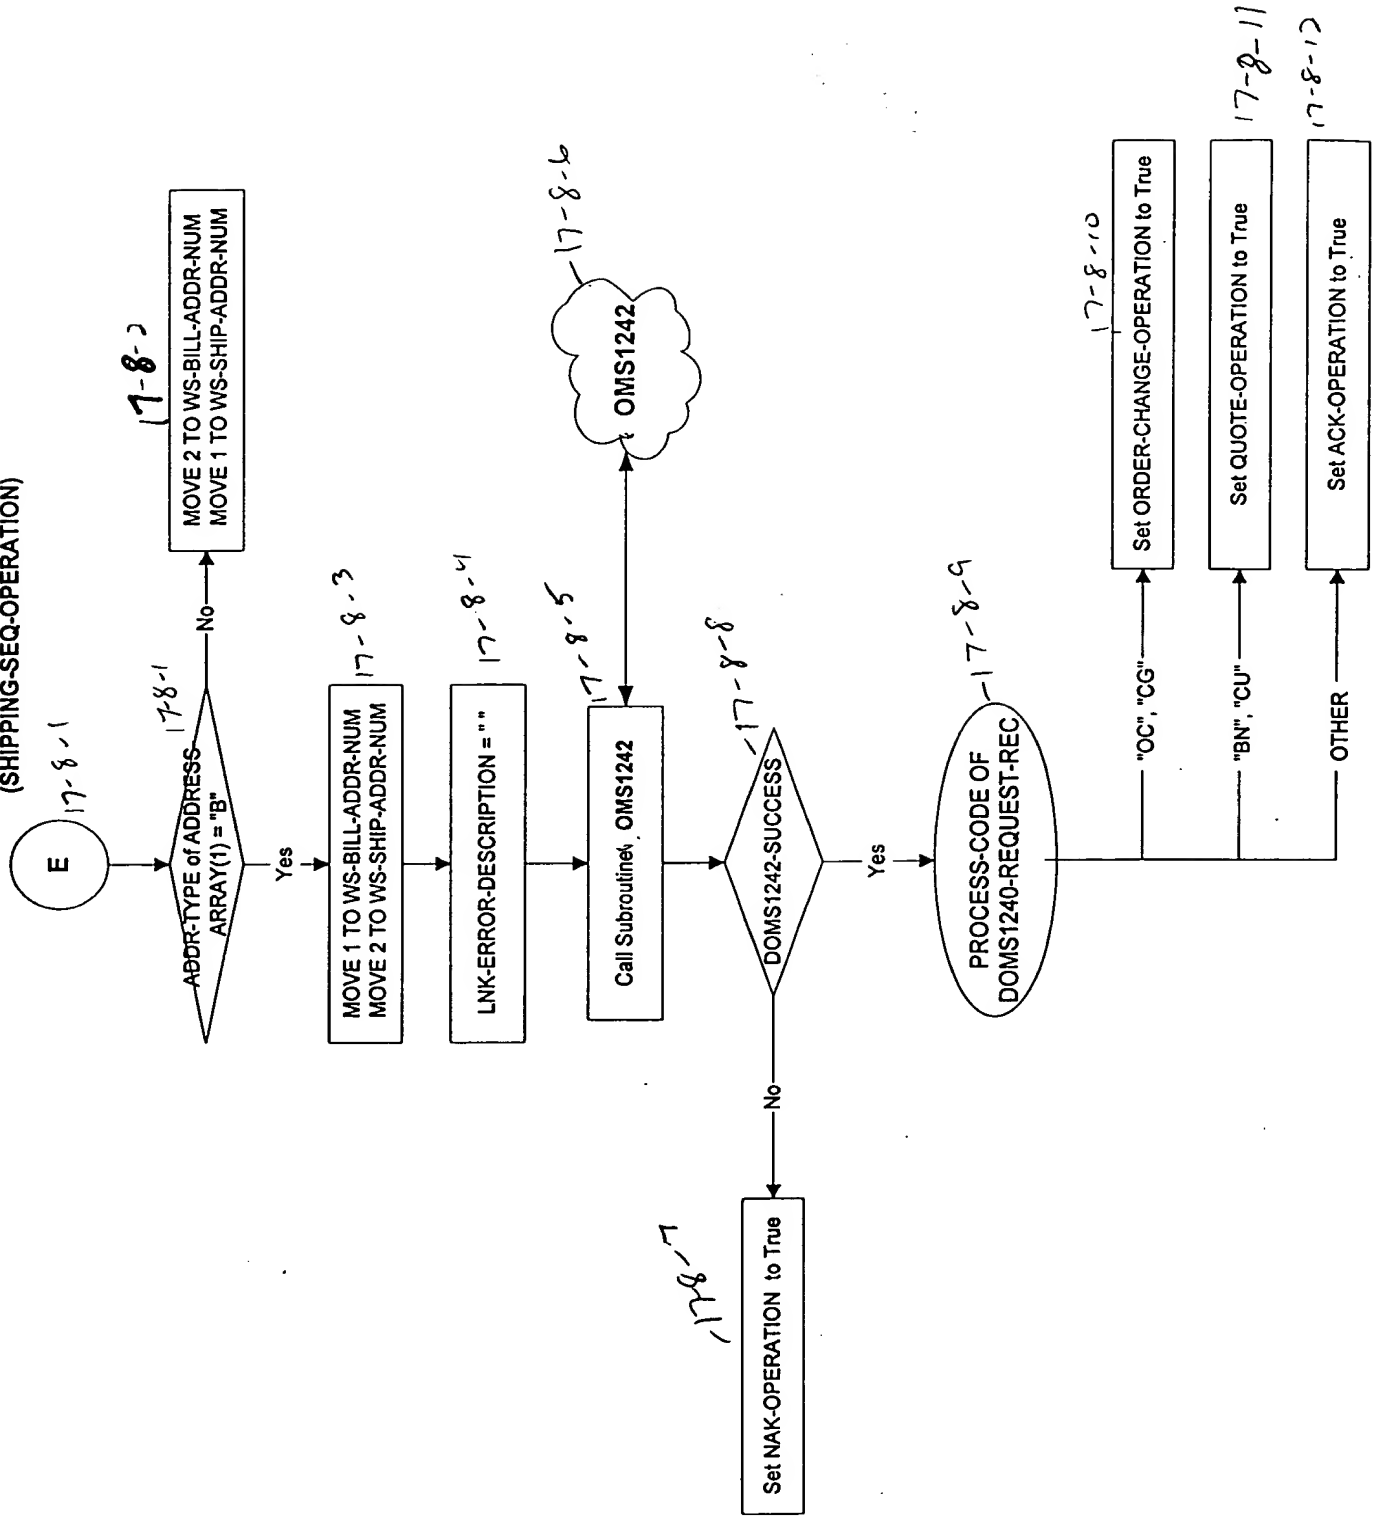 (SHIPPING-SEQ-OPERATION)
E
17-8-1
ADDR-TYPE of ADDRESS
ARRAY(1) = "B"
17-8-1
No
17-8-2
MOVE 2 TO WS-BILL-ADDR-NUM
MOVE 1 TO WS-SHIP-ADDR-NUM
Yes
MOVE 1 TO WS-BILL-ADDR-NUM
MOVE 2 TO WS-SHIP-ADDR-NUM
17-8-3
LNK-ERROR-DESCRIPTION = " "
17-8-4
Call Subroutine OMS1242
17-8-5
OMS1242
17-8-6
DOMS1242-SUCCESS
17-8-8
No
Set NAK-OPERATION to True
17-8-7
Yes
PROCESS-CODE OF
DOMS1240-REQUEST-REC
17-8-9
"OC", "CG"
Set ORDER-CHANGE-OPERATION to True
17-8-10
"BN", "CU"
Set QUOTE-OPERATION to True
17-8-11
OTHER
Set ACK-OPERATION to True
17-8-12